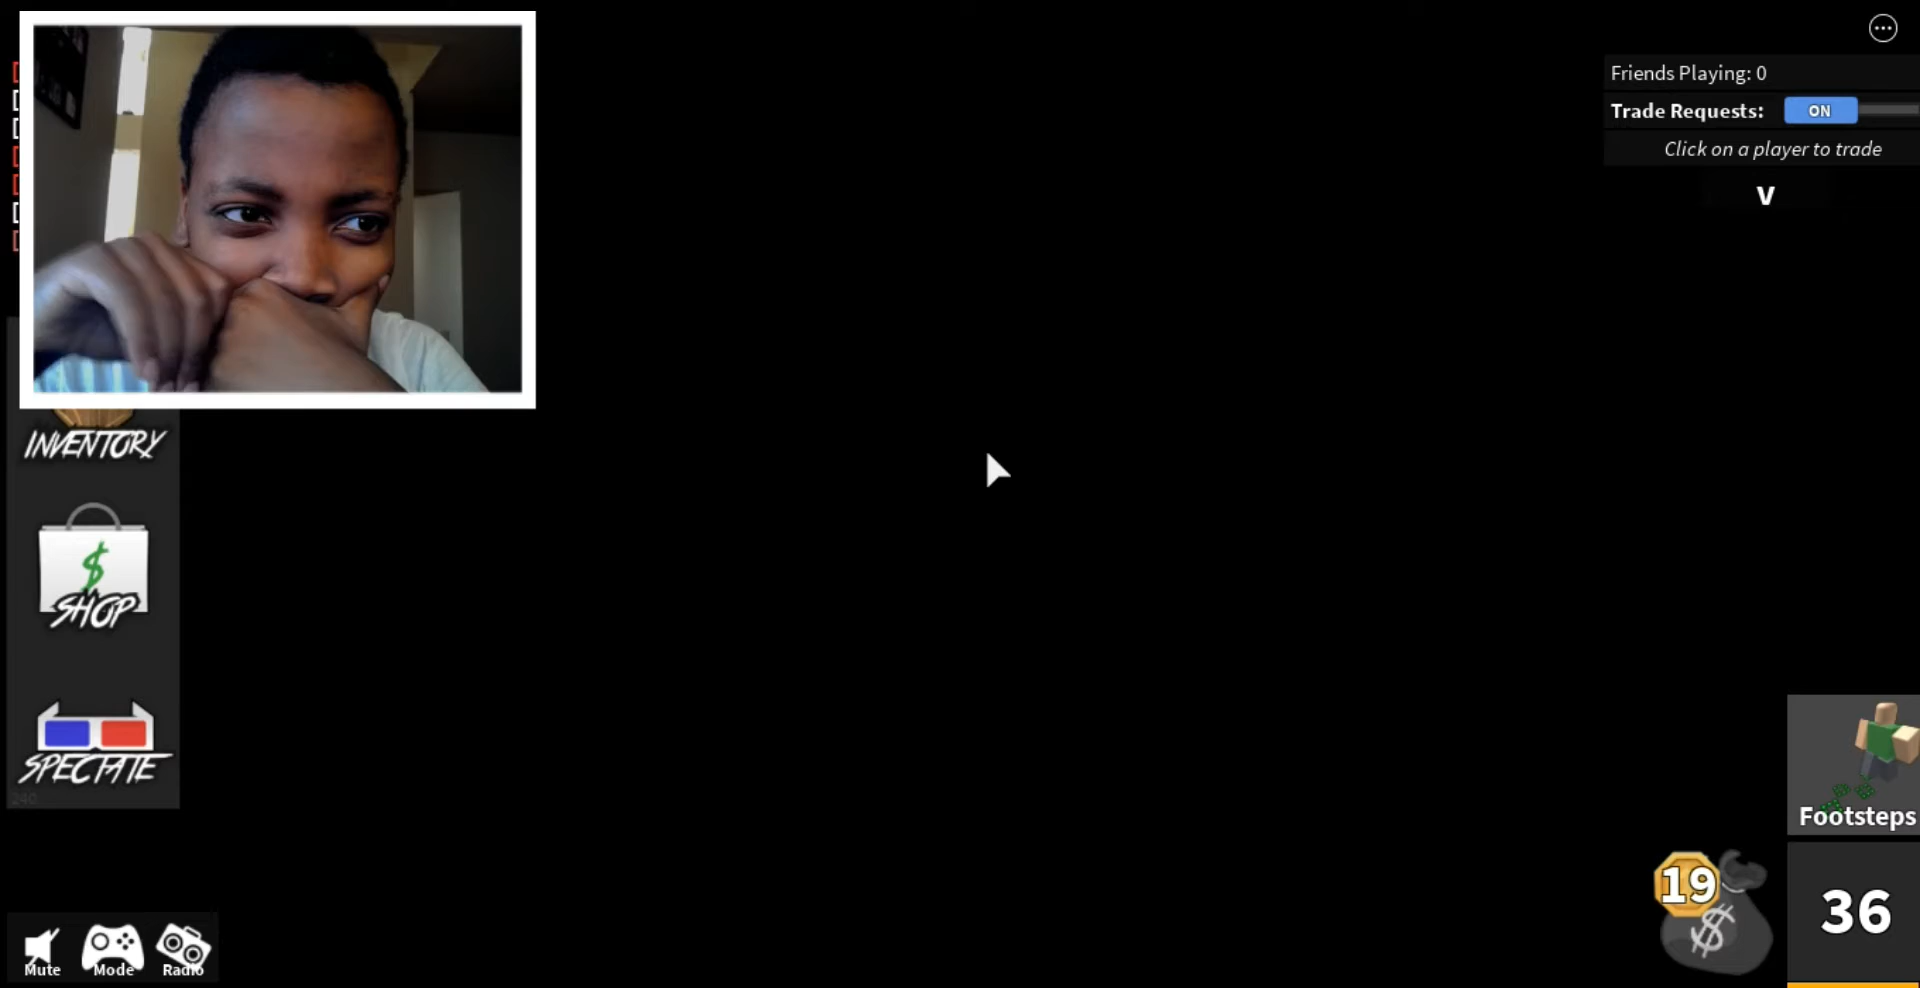 Friends Playing: 0
Trade Requests: ON
Click on a player to trade
V
INVENTORY
$
SHOP
SPECTATE
240
Footsteps
19
$
36
Mute
Mode
Radio